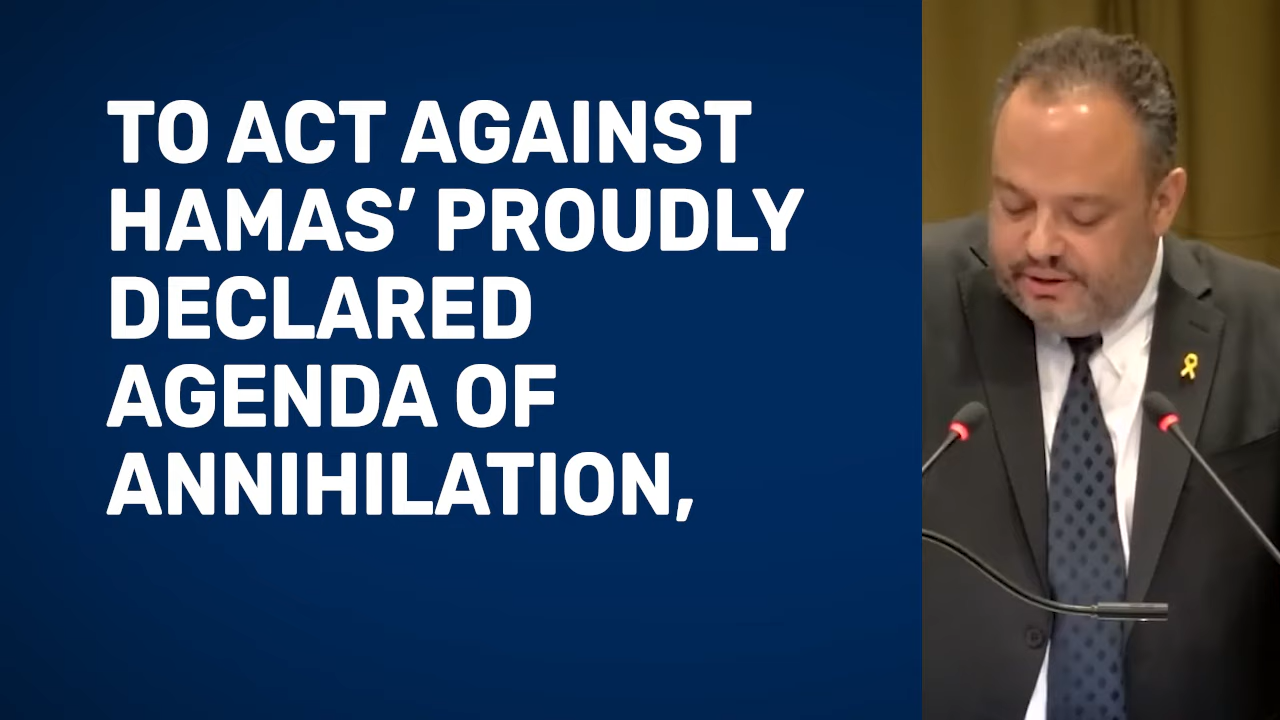 TO ACT AGAINST
HAMAS’ PROUDLY
DECLARED
AGENDA OF
ANNIHILATION,